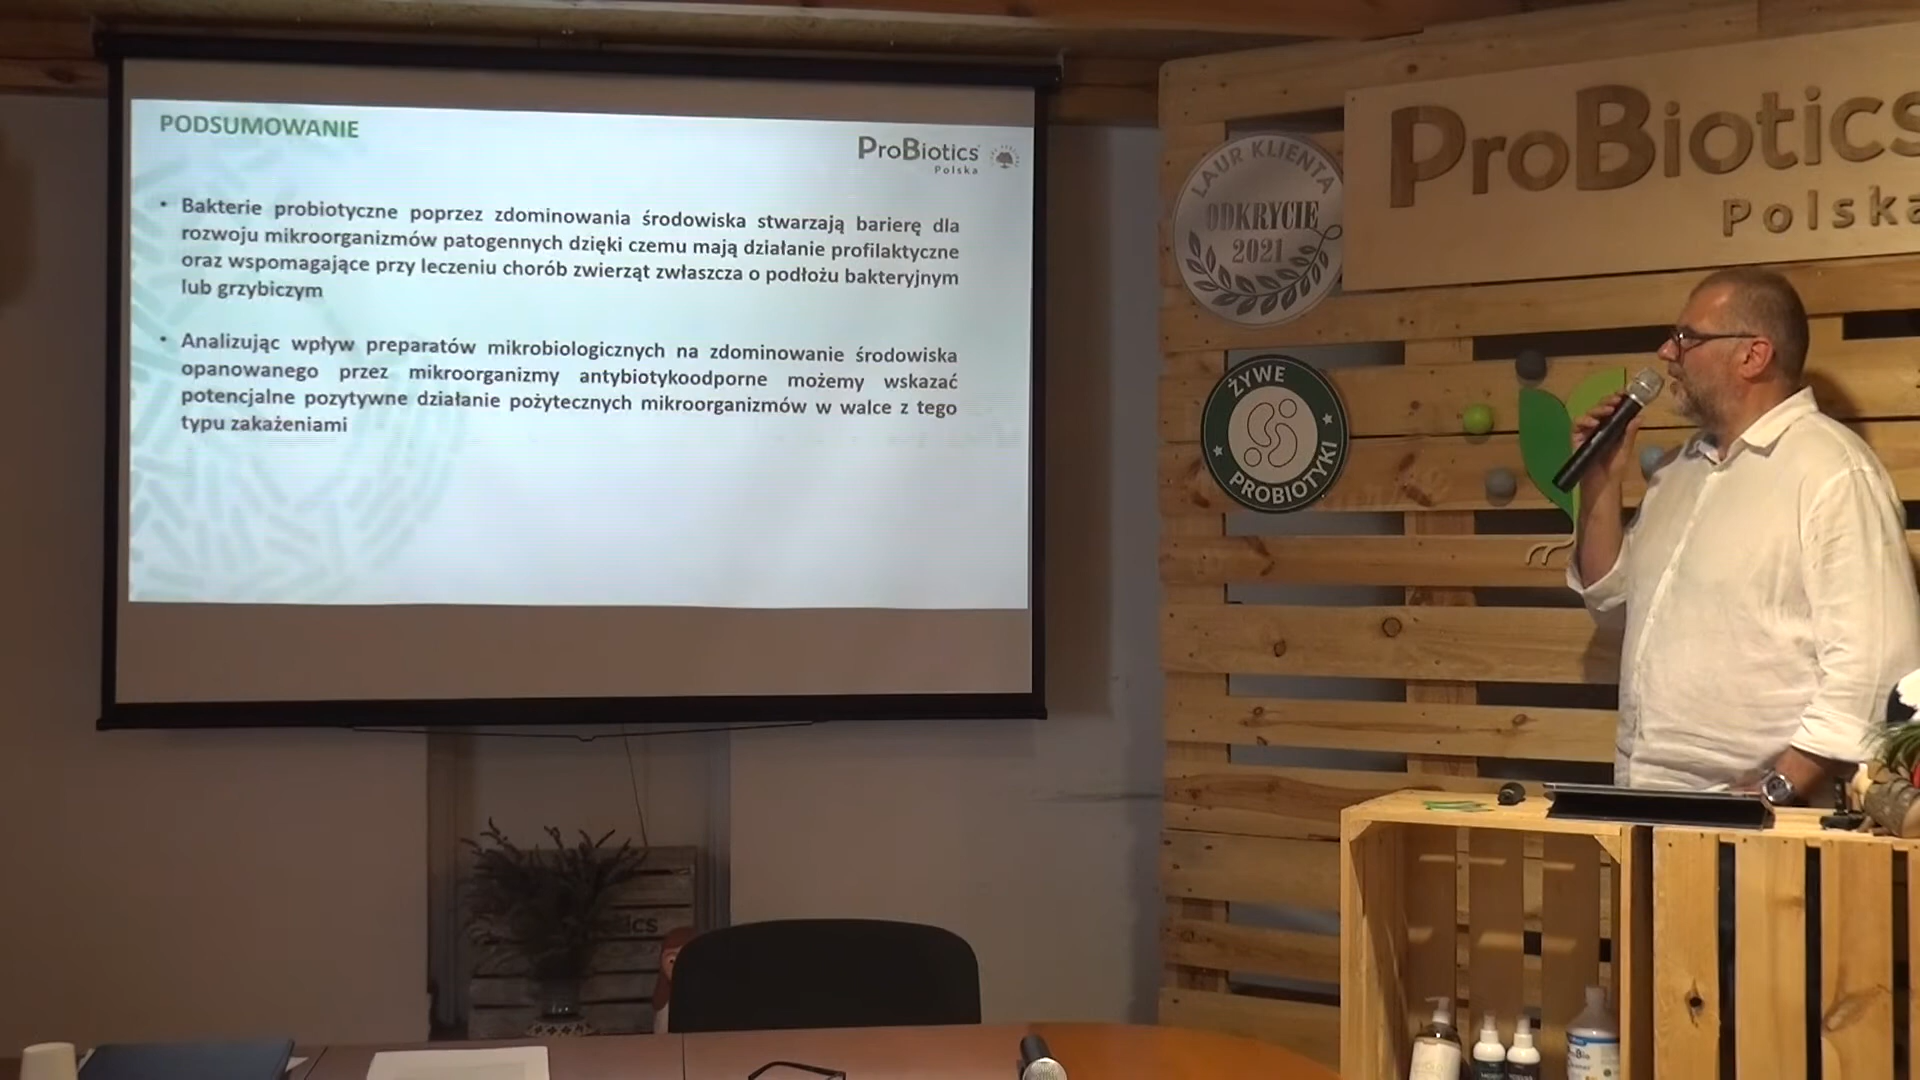 PODSUMOWANIE
ProBiotics
Polska
• Bakterie probiotyczne poprzez zdominowania środowiska stwarzają barierę dla
rozwoju mikroorganizmów patogennych dzięki czemu mają działanie profilaktyczne
oraz wspomagające przy leczeniu chorób zwierząt zwłaszcza o podłożu bakteryjnym
lub grzybiczym
• Analizując wpływ preparatów mikrobiologicznych na zdominowanie środowiska
opanowanego przez mikroorganizmy antybiotykoodporne możemy wskazać
potencjalne pozytywne działanie pożytecznych mikroorganizmów w walce z tego
typu zakażeniami
ProBiotics
Polska
LAUR KLIENTA
ODKRYCIE
2021
ŻYWE
PROBIOTYKI